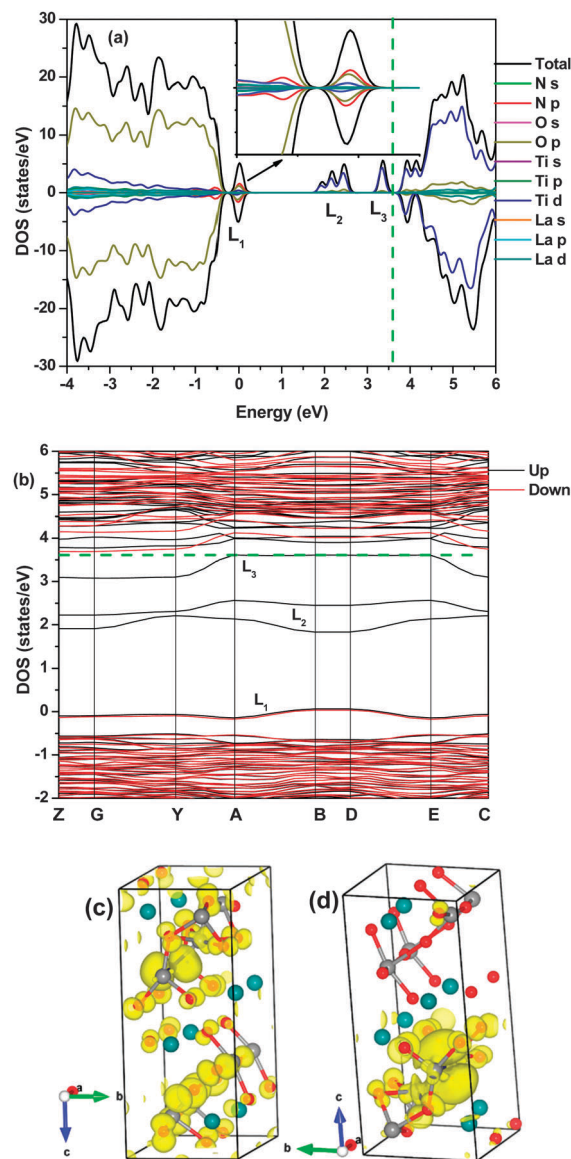 (a)
30
20
10
0
-10
-20
-30
DOS (states/eV)
L1
L2
L3
-4 -3 -2 -1 0 1 2 3 4 5 6
Energy (eV)
Total
N s
N p
O s
O p
Ti s
Ti p
Ti d
La s
La p
La d
(b)
6
5
4
3
2
1
0
-1
-2
DOS (states/eV)
L3
L2
L1
Z G Y A B D E C
Up
Down
(c)
a
b
c
(d)
c
b
a